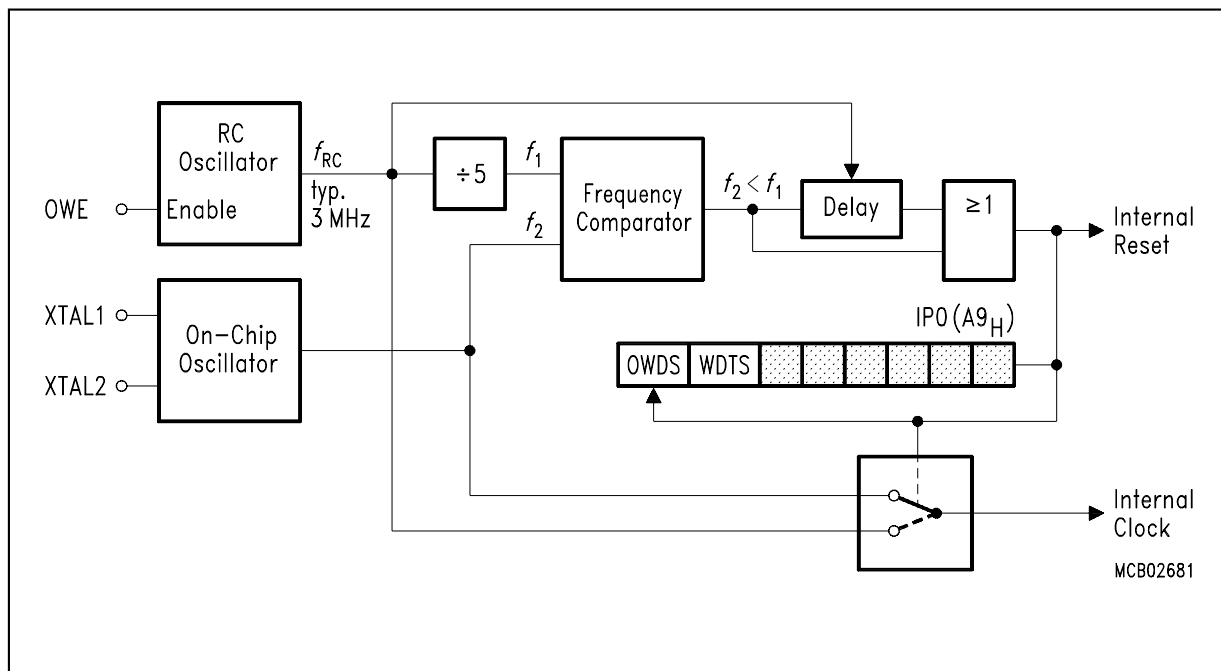 RC
Oscillator
OWE
Enable
f_RC
typ.
3 MHz
÷5
f_1
f_2
Frequency
Comparator
f_2 < f_1
Delay
≥1
Internal
Reset
XTAL1
XTAL2
On-Chip
Oscillator
IP0 (A9_H)
OWDS WDTS
Internal
Clock
MCB02681